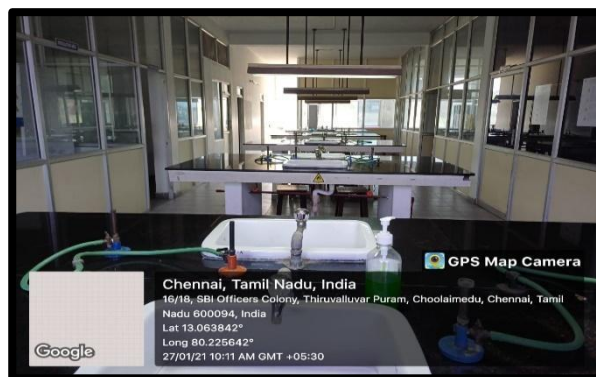 GPS Map Camera
Chennai, Tamil Nadu, India
16/18, SBI Officers Colony, Thiruvalluvar Puram, Choolaimedu, Chennai, Tamil
Nadu 600094, India
Lat 13.063842°
Long 80.225642°
27/01/21 10:11 AM GMT +05:30
Google